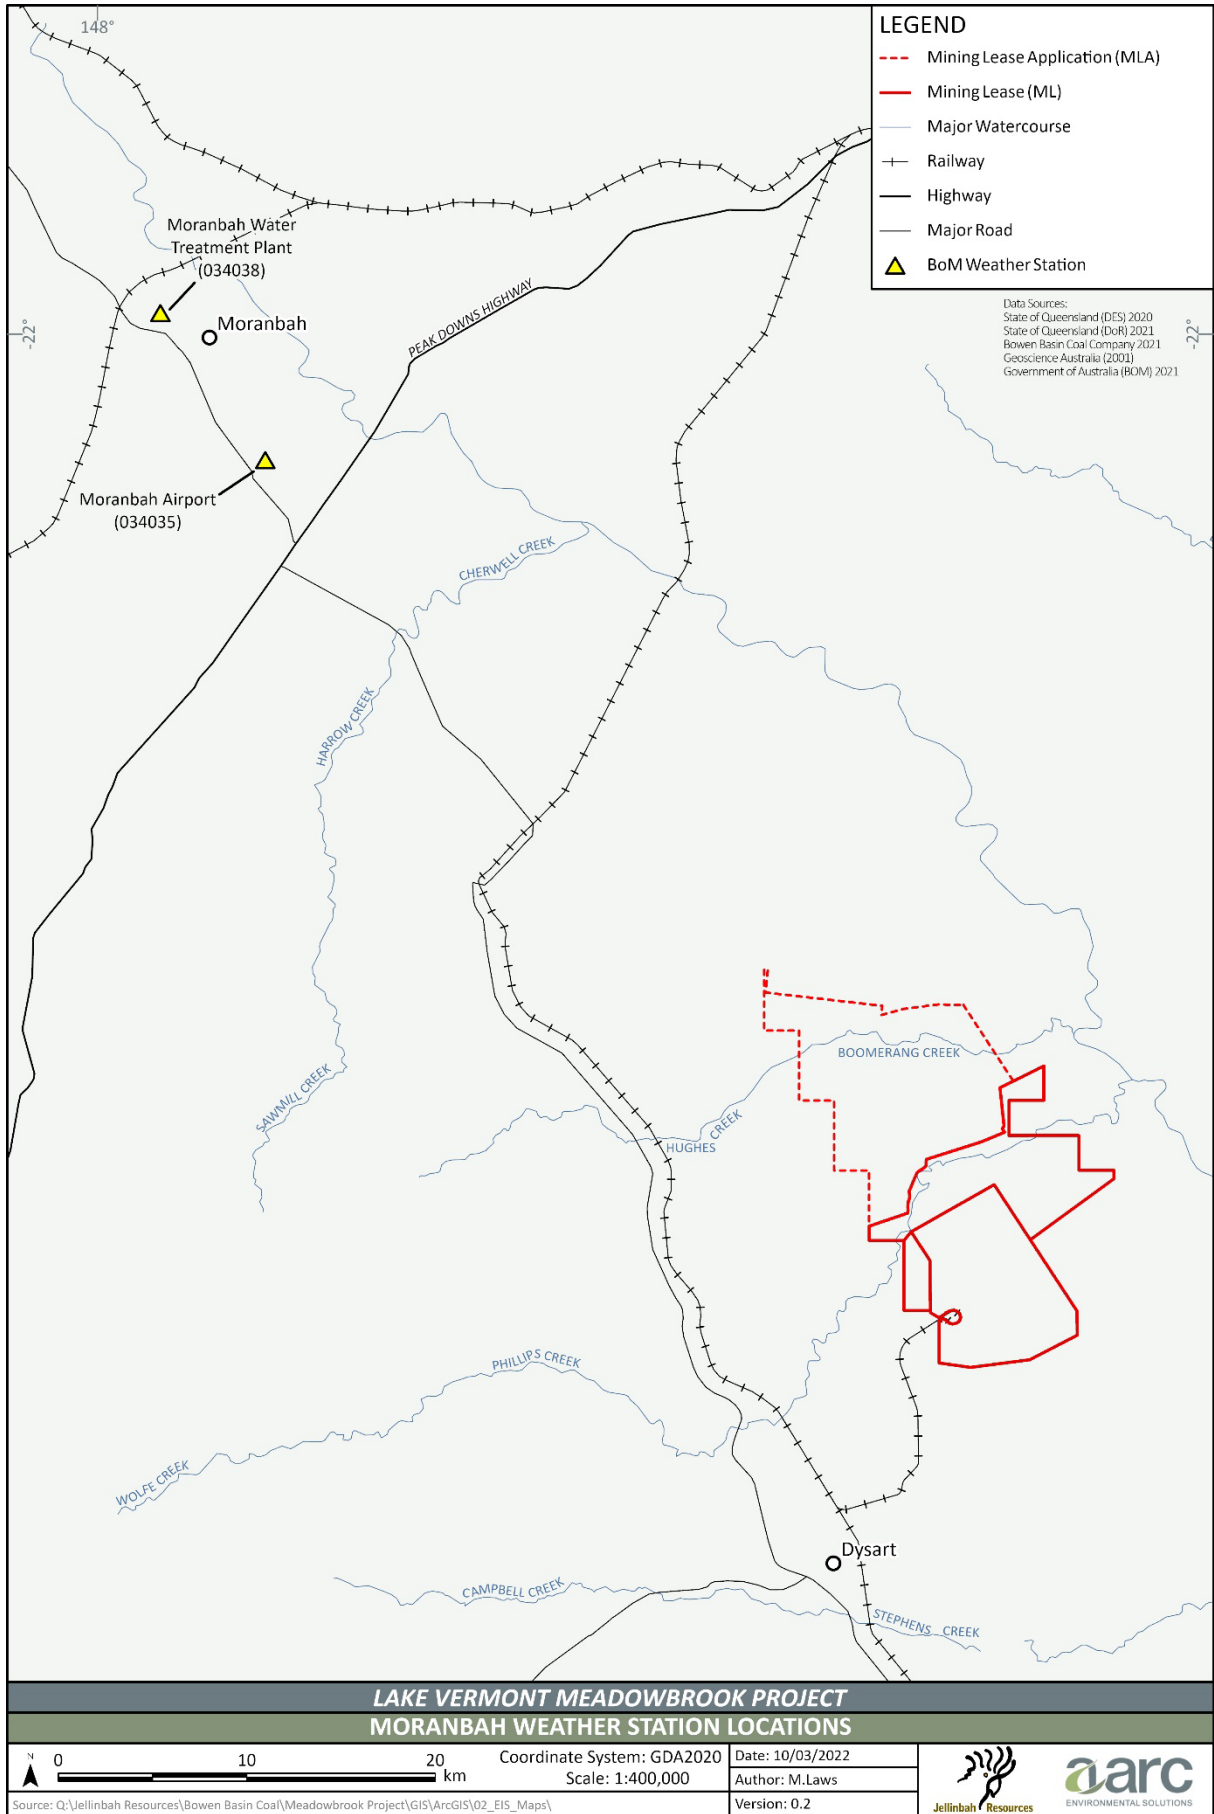 148°
LEGEND
Mining Lease Application (MLA)
Mining Lease (ML)
Major Watercourse
Railway
Highway
Major Road
BoM Weather Station
Data Sources:
State of Queensland (DES) 2020
State of Queensland (DoR) 2021
Bowen Basin Coal Company 2021
Geoscience Australia (2001)
Government of Australia (BOM) 2021
-22°
-22°
Moranbah Water
Treatment Plant
(034038)
Moranbah
PEAK DOWNS HIGHWAY
Moranbah Airport
(034035)
CHERWELL CREEK
HARROW CREEK
SAWMILL CREEK
BOOMERANG CREEK
HUGHES CREEK
PHILLIPS CREEK
WOLFE CREEK
Dysart
CAMPBELL CREEK
STEPHENS CREEK
LAKE VERMONT MEADOWBROOK PROJECT
MORANBAH WEATHER STATION LOCATIONS
N
0 10 20
km
Coordinate System: GDA2020
Scale: 1:400,000
Date: 10/03/2022
Author: M.Laws
Version: 0.2
Source: Q:\Jellinbah Resources\Bowen Basin Coal\Meadowbrook Project\GIS\ArcGIS\02_EIS_Maps\
Jellinbah Resources
aarc
ENVIRONMENTAL SOLUTIONS